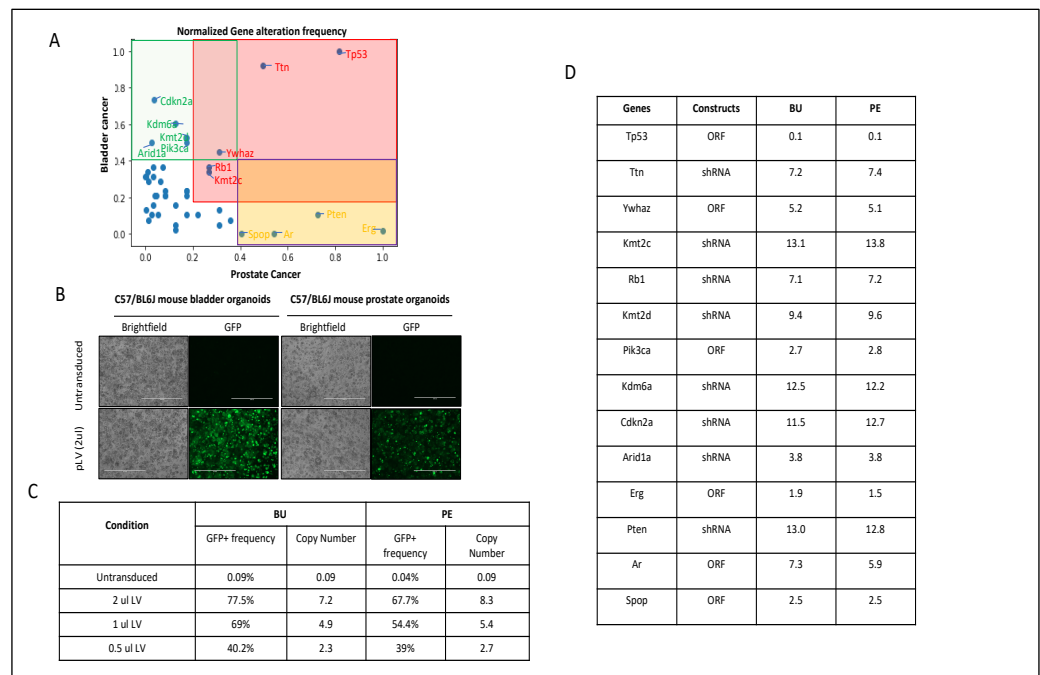 A
Normalized Gene alteration frequency
Bladder cancer
1.0
0.8
0.6
0.4
0.2
0.0
0.0 0.2 0.4 0.6 0.8 1.0
Prostate Cancer
Tp53
Ttn
Cdkn2a
Kdm6a
Kmt2d
Pik3ca
Arid1a
Ywhaz
Rb1
Kmt2c
Pten
Spop
Ar
Erg
B
C57/BL6J mouse bladder organoids C57/BL6J mouse prostate organoids
Brightfield GFP Brightfield GFP
Untransduced
pLV (2ul)
C
Condition BU PE
GFP+ frequency Copy Number GFP+ frequency Copy Number
Untransduced 0.09% 0.09 0.04% 0.09
2 ul LV 77.5% 7.2 67.7% 8.3
1 ul LV 69% 4.9 54.4% 5.4
0.5 ul LV 40.2% 2.3 39% 2.7
D
Genes Constructs BU PE
Tp53 ORF 0.1 0.1
Ttn shRNA 7.2 7.4
Ywhaz ORF 5.2 5.1
Kmt2c shRNA 13.1 13.8
Rb1 shRNA 7.1 7.2
Kmt2d shRNA 9.4 9.6
Pik3ca ORF 2.7 2.8
Kdm6a shRNA 12.5 12.2
Cdkn2a shRNA 11.5 12.7
Arid1a shRNA 3.8 3.8
Erg ORF 1.9 1.5
Pten shRNA 13.0 12.8
Ar ORF 7.3 5.9
Spop ORF 2.5 2.5